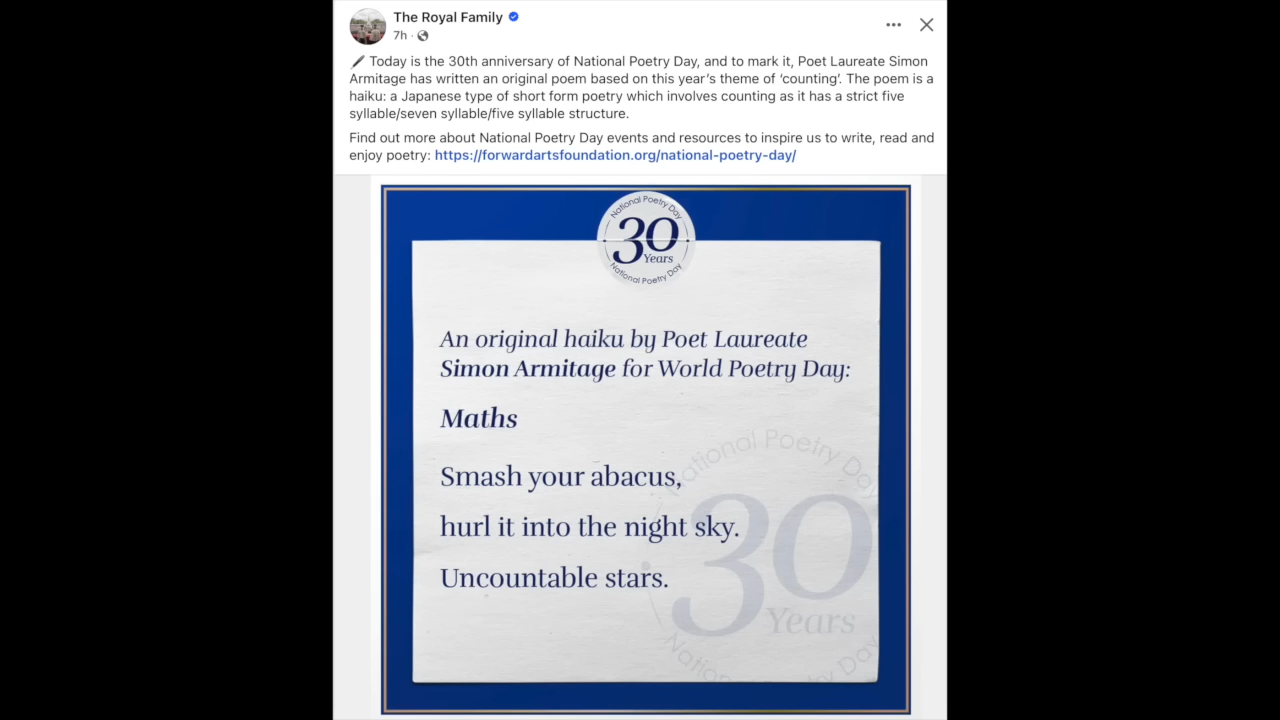 The Royal Family
7h ·
Today is the 30th anniversary of National Poetry Day, and to mark it, Poet Laureate Simon
Armitage has written an original poem based on this year’s theme of ‘counting’. The poem is a
haiku: a Japanese type of short form poetry which involves counting as it has a strict five
syllable/seven syllable/five syllable structure.
Find out more about National Poetry Day events and resources to inspire us to write, read and
enjoy poetry: https://forwardartsfoundation.org/national-poetry-day/
National Poetry Day
30
Years
National Poetry Day
An original haiku by Poet Laureate
Simon Armitage for World Poetry Day:
Maths
Smash your abacus,
hurl it into the night sky.
Uncountable stars.
National Poetry Day
30
Years
National Poetry Day